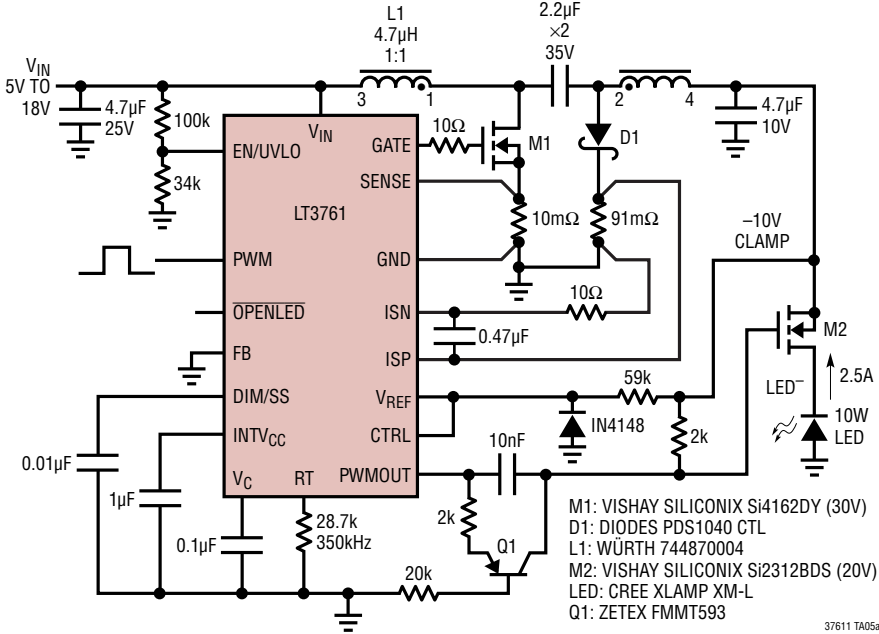 L1
4.7µH
1:1
2.2µF
×2
35V
VIN
5V TO
18V
4.7µF
25V
100k
34k
3
1
2
4
4.7µF
10V
VIN
EN/UVLO
GATE
10Ω
M1
D1
SENSE
LT3761
10mΩ
91mΩ
–10V
CLAMP
PWM
GND
OPENLED
ISN
10Ω
0.47µF
M2
FB
ISP
2.5A
LED–
DIM/SS
VREF
59k
10W
LED
IN4148
CTRL
INTVCC
2k
0.01µF
10nF
1µF
VC
RT
PWMOUT
0.1µF
28.7k
350kHz
2k
Q1
20k
M1: VISHAY SILICONIX Si4162DY (30V)
D1: DIODES PDS1040 CTL
L1: WÜRTH 744870004
M2: VISHAY SILICONIX Si2312BDS (20V)
LED: CREE XLAMP XM-L
Q1: ZETEX FMMT593
37611 TA05a